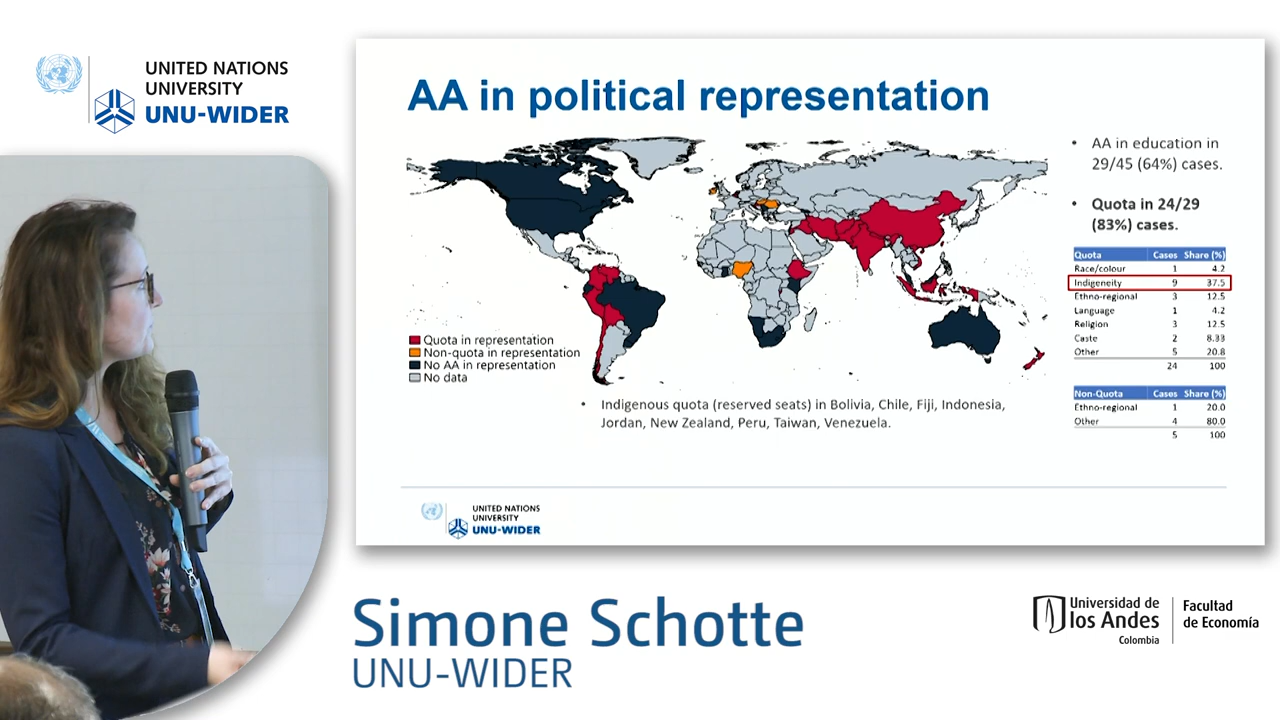 UNITED NATIONS
UNIVERSITY
UNU-WIDER
AA in political representation
Quota in representation
Non-quota in representation
No AA in representation
No data
• Indigenous quota (reserved seats) in Bolivia, Chile, Fiji, Indonesia,
Jordan, New Zealand, Peru, Taiwan, Venezuela.
• AA in education in
29/45 (64%) cases.
• Quota in 24/29
(83%) cases.
Quota Cases Share (%)
Race/colour 1 4.2
Indigeneity 9 37.5
Ethno-regional 3 12.5
Language 1 4.2
Religion 3 12.5
Caste 2 8.33
Other 5 20.8
24 100
Non-Quota Cases Share (%)
Ethno-regional 1 20.0
Other 4 80.0
5 100
UNITED NATIONS
UNIVERSITY
UNU-WIDER
Simone Schotte
UNU-WIDER
Universidad de
los Andes
Colombia
Facultad
de Economía